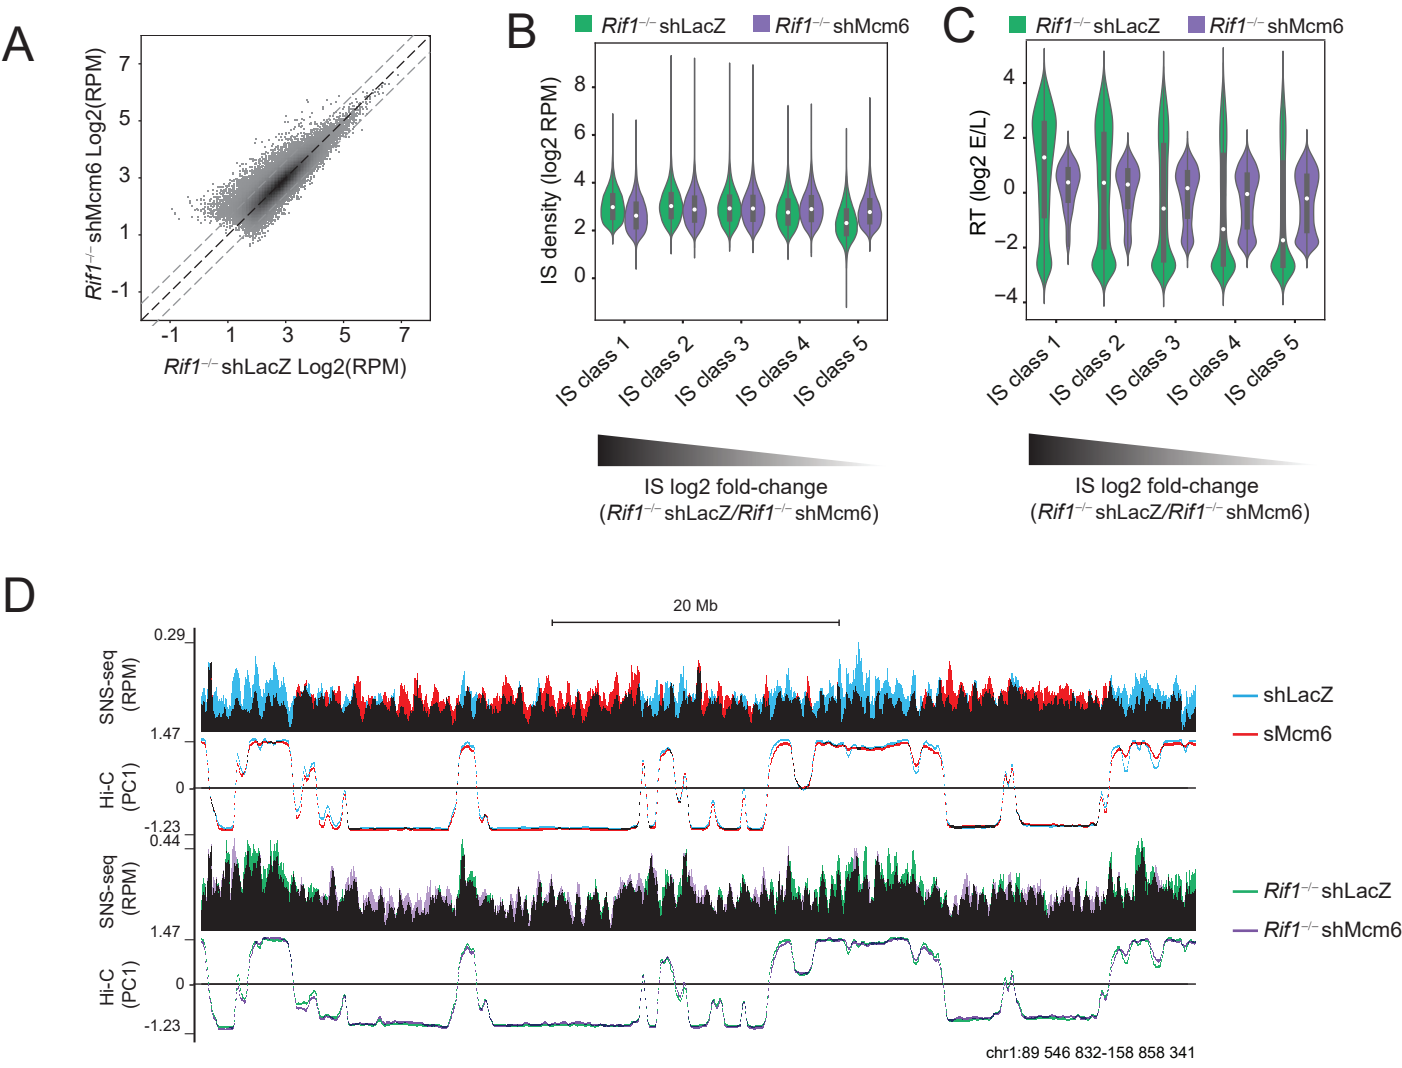 A
7
5
3
1
-1
-1 1 3 5 7
Rif1–/– shMcm6 Log2(RPM)
Rif1–/– shLacZ Log2(RPM)
B
Rif1–/– shLacZ Rif1–/– shMcm6
IS density (log2 RPM)
8
6
4
2
0
IS class 1 IS class 2 IS class 3 IS class 4 IS class 5
IS log2 fold-change
(Rif1–/– shLacZ/Rif1–/– shMcm6)
C
Rif1–/– shLacZ Rif1–/– shMcm6
RT (log2 E/L)
4
2
0
−2
−4
IS class 1 IS class 2 IS class 3 IS class 4 IS class 5
IS log2 fold-change
(Rif1–/– shLacZ/Rif1–/– shMcm6)
D
20 Mb
0.29
SNS-seq
(RPM)
shLacZ
sMcm6
1.47
Hi-C
(PC1)
0
-1.23
0.44
SNS-seq
(RPM)
Rif1–/– shLacZ
Rif1–/– shMcm6
1.47
Hi-C
(PC1)
0
-1.23
chr1:89 546 832-158 858 341